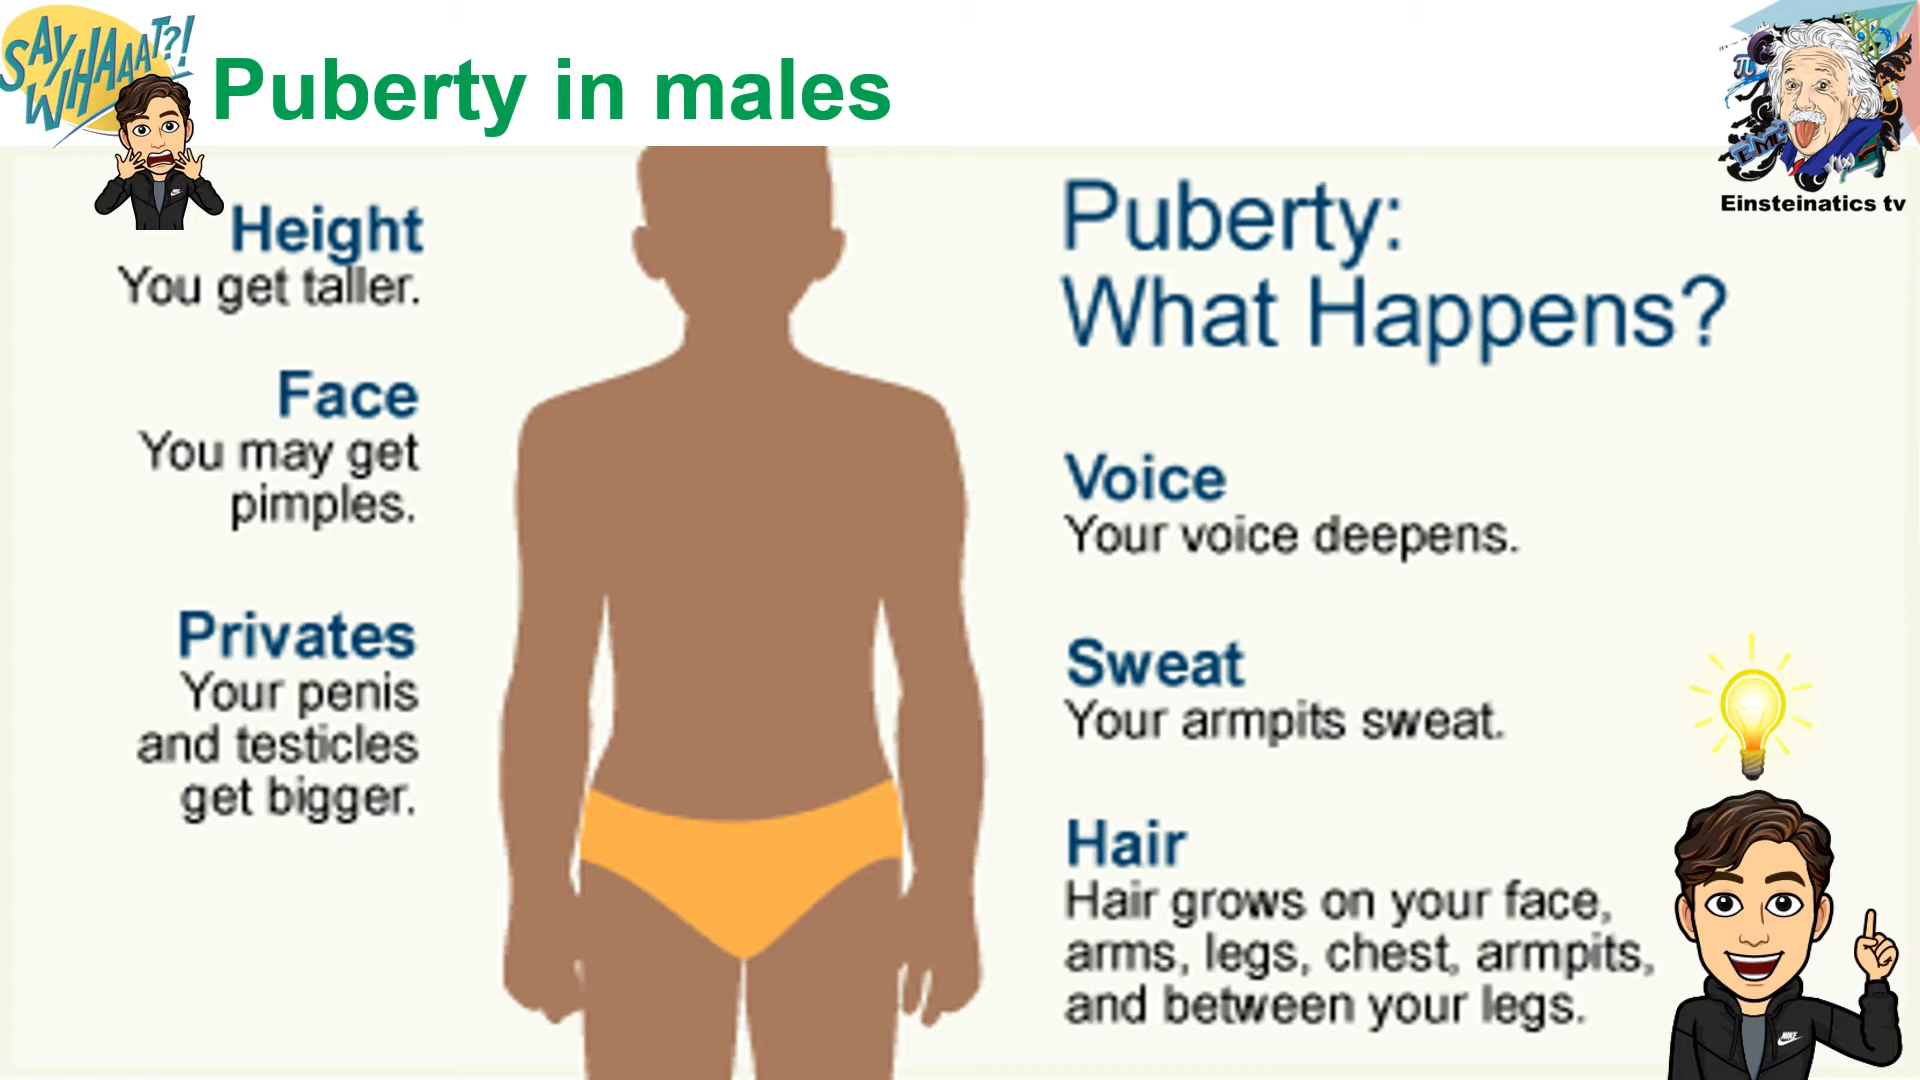 SAY WHAAAT?!
Puberty in males
π
E=MC²
f(x)
Einsteinatics tv
Height
You get taller.
Face
You may get
pimples.
Privates
Your penis
and testicles
get bigger.
Puberty:
What Happens?
Voice
Your voice deepens.
Sweat
Your armpits sweat.
Hair
Hair grows on your face,
arms, legs, chest, armpits,
and between your legs.
NIKE